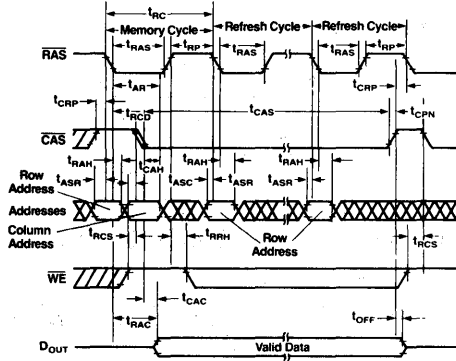 tRC
Memory Cycle Refresh Cycle Refresh Cycle
tRAS tRP tRAS tRAS tRP
RAS
tAR
tCRP tRCD tCAS tCRP tCPN
CAS
tRAH tCAH tRAH tRAH
tASR tASC tASR tASR
Row
Address
Addresses
Column
Address
Row
Address
tRCS tRRH tRCS
WE
tCAC
tRAC tOFF
DOUT Valid Data